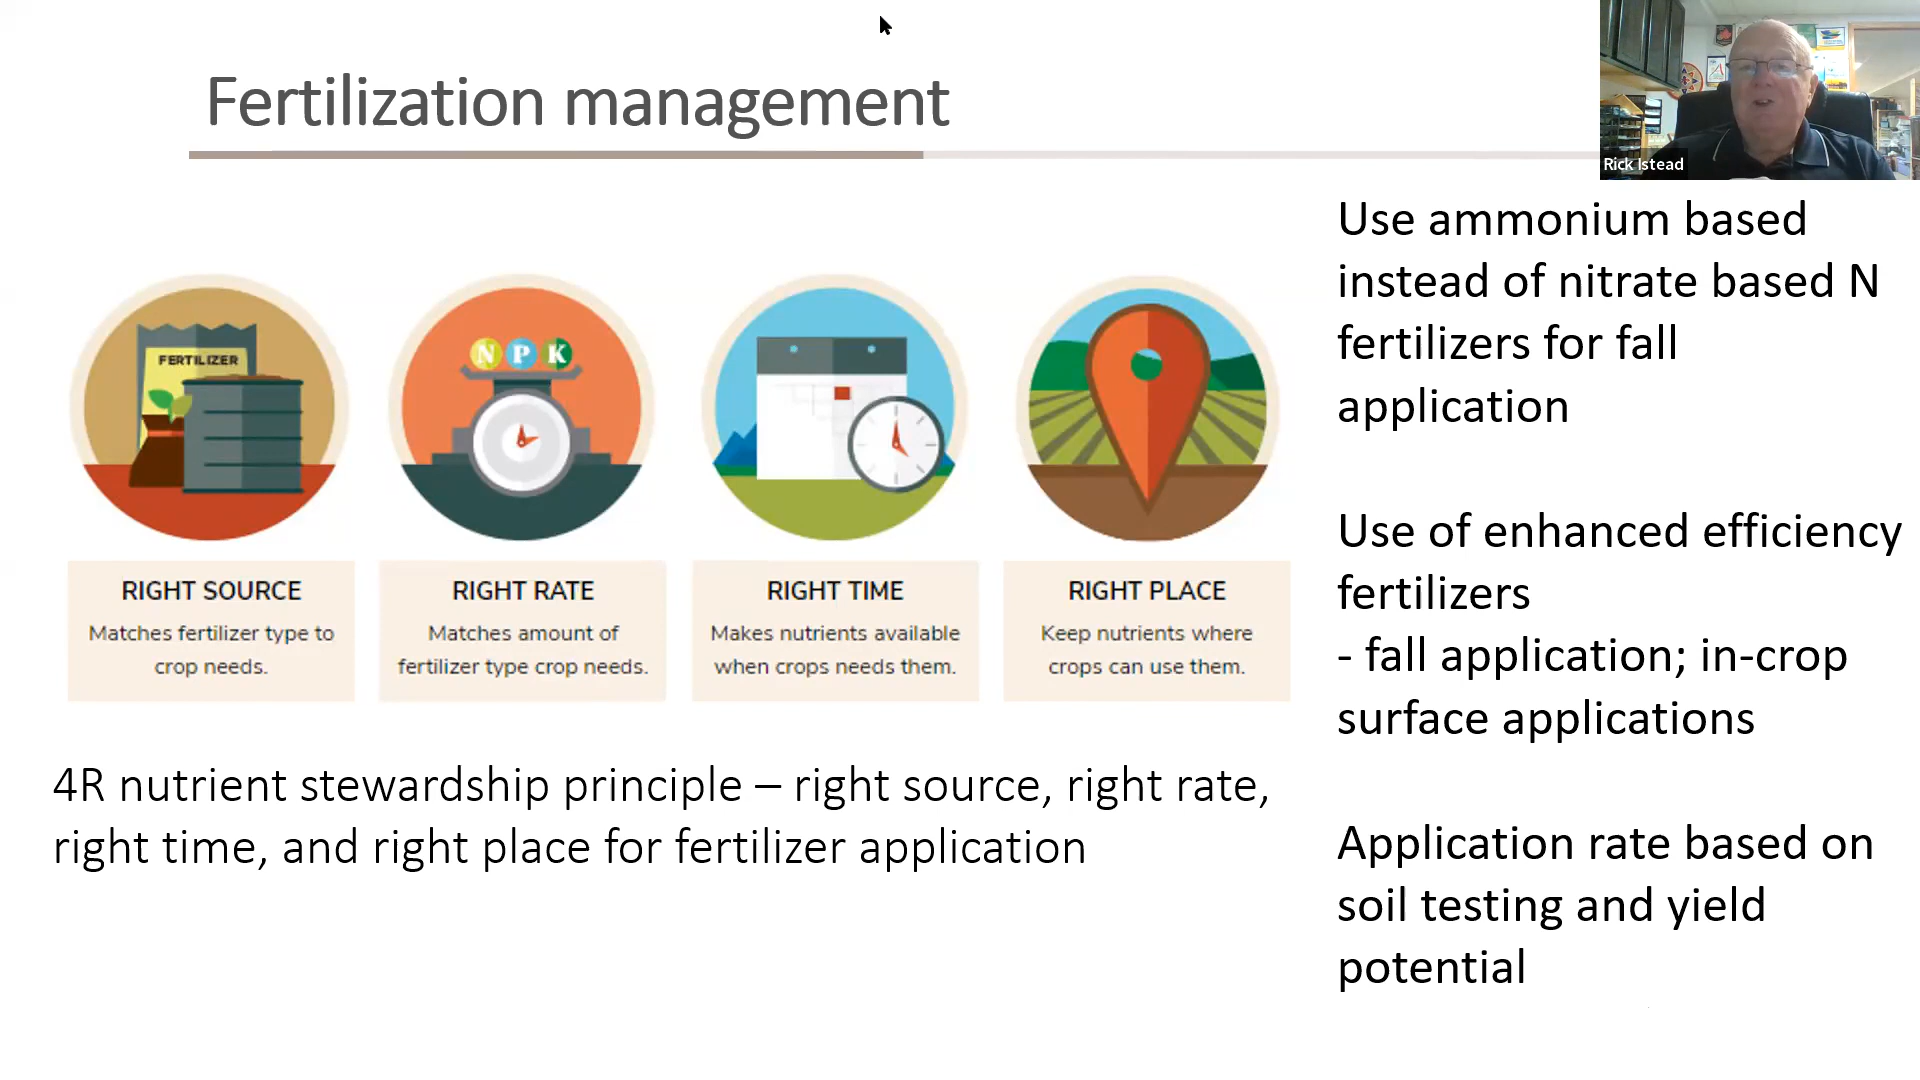 Fertilization management
Rick Istead
FERTILIZER
N P K
RIGHT SOURCE
Matches fertilizer type to
crop needs.
RIGHT RATE
Matches amount of
fertilizer type crop needs.
RIGHT TIME
Makes nutrients available
when crops needs them.
RIGHT PLACE
Keep nutrients where
crops can use them.
4R nutrient stewardship principle – right source, right rate,
right time, and right place for fertilizer application
Use ammonium based
instead of nitrate based N
fertilizers for fall
application
Use of enhanced efficiency
fertilizers
- fall application; in-crop
surface applications
Application rate based on
soil testing and yield
potential